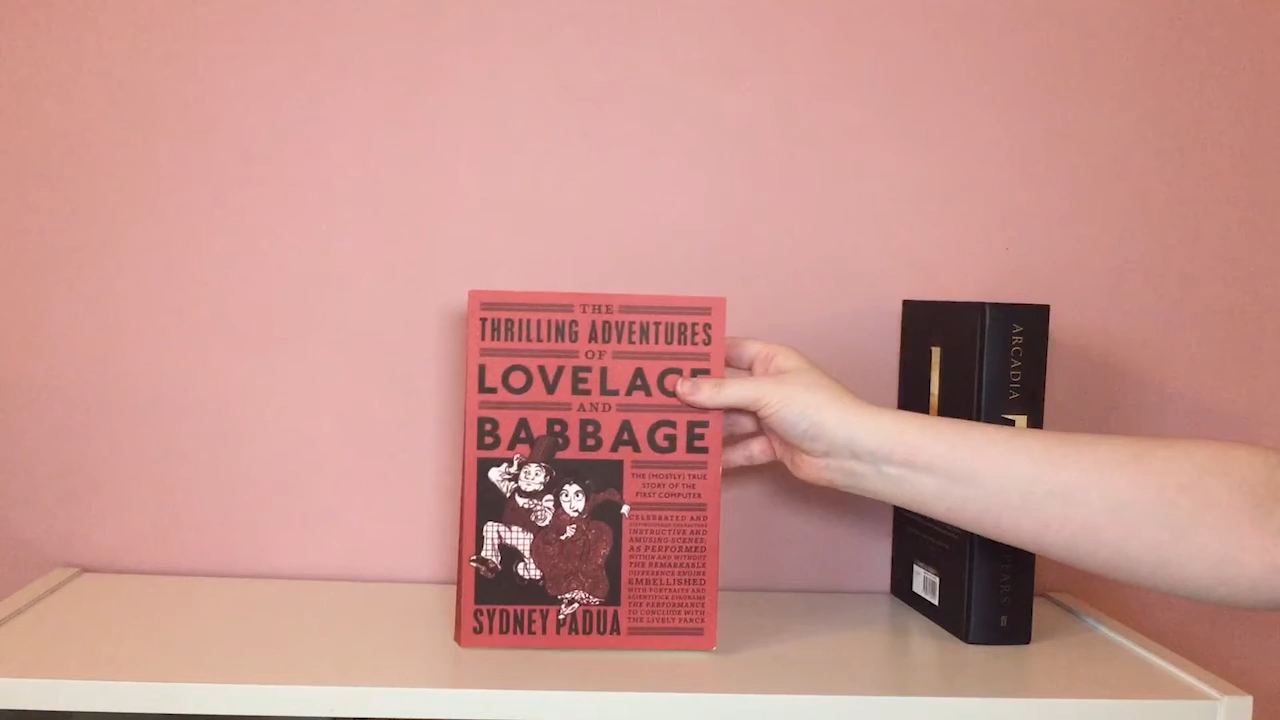 THE
THRILLING ADVENTURES
OF
LOVELACE
AND
BABBAGE
THE (MOSTLY) TRUE
STORY OF THE
FIRST COMPUTER
CELEBRATED AND
INSTRUCTIVE AND
AMUSING SCENES;
AS PERFORMED
WITHIN AND WITHOUT
THE REMARKABLE
DIFFERENCE ENGINE
EMBELLISHED
WITH PORTRAITS AND
SCIENTIFICK DIAGRAMS
THE PERFORMANCE
TO CONCLUDE WITH
THE LIVELY FARCE
SYDNEY PADUA
ARCADIA
PEARS